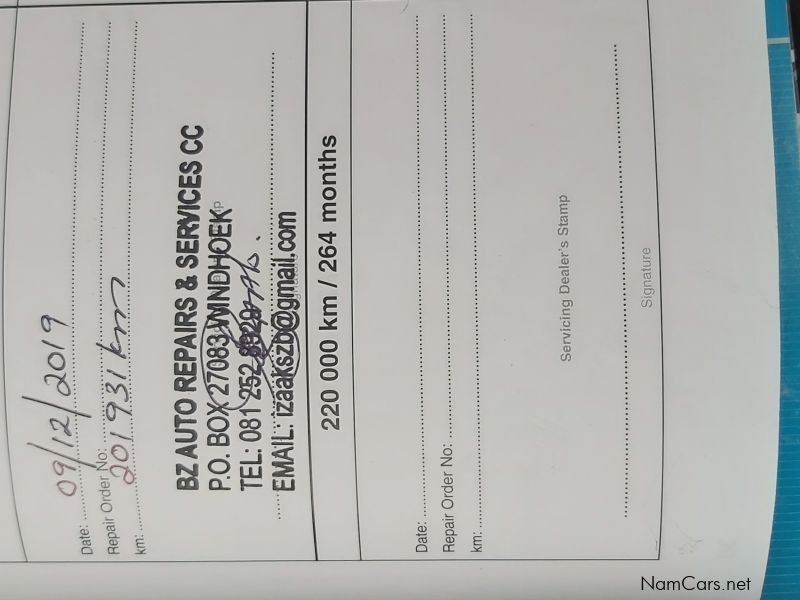 Date: 09/12/2019
Repair Order No:
km: 201931km
BZ AUTO REPAIRS & SERVICES CC
P.O. BOX 27083 WINDHOEK
TEL: 081 252 8929
EMAIL: izaakszb@gmail.com
220 000 km / 264 months
Date:
Repair Order No:
km:
Servicing Dealer's Stamp
Signature
NamCars.net